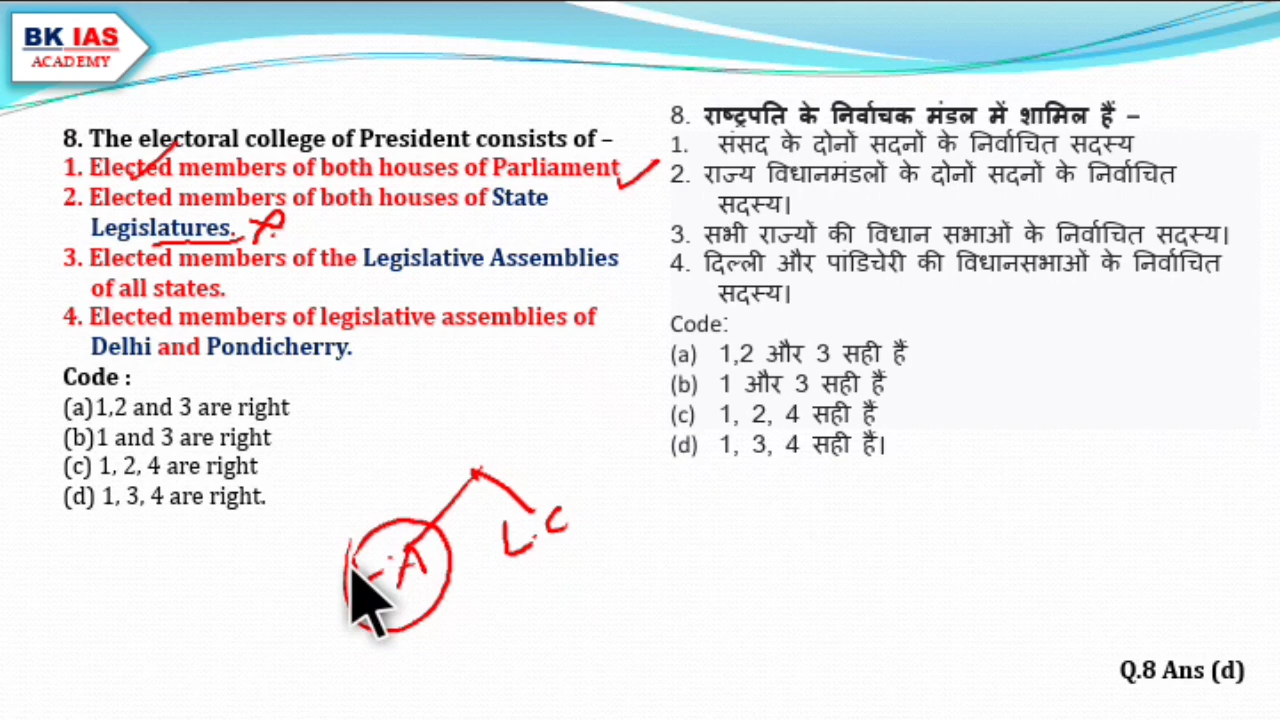 BK IAS
ACADEMY
8. The electoral college of President consists of –
1. Elected members of both houses of Parliament
2. Elected members of both houses of State
Legislatures.
3. Elected members of the Legislative Assemblies
of all states.
4. Elected members of legislative assemblies of
Delhi and Pondicherry.
Code :
(a)1,2 and 3 are right
(b)1 and 3 are right
(c) 1, 2, 4 are right
(d) 1, 3, 4 are right.
L.A
L.C
8. राष्ट्रपति के निर्वाचक मंडल में शामिल हैं –
1. संसद के दोनों सदनों के निर्वाचित सदस्य
2. राज्य विधानमंडलों के दोनों सदनों के निर्वाचित
सदस्य।
3. सभी राज्यों की विधान सभाओं के निर्वाचित सदस्य।
4. दिल्ली और पांडिचेरी की विधानसभाओं के निर्वाचित
सदस्य।
Code:
(a) 1,2 और 3 सही हैं
(b) 1 और 3 सही हैं
(c) 1, 2, 4 सही हैं
(d) 1, 3, 4 सही हैं।
Q.8 Ans (d)